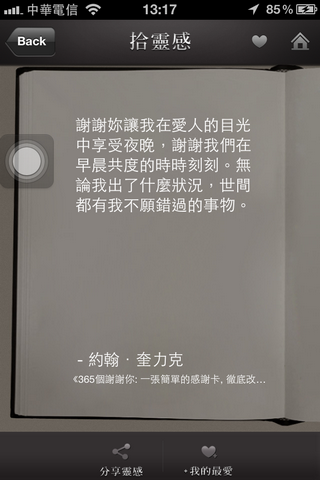 中華電信 13:17 85%
Back 拾靈感
謝謝妳讓我在愛人的目光
中享受夜晚，謝謝我們在
早晨共度的時時刻刻。無
論我出了什麼狀況，世間
都有我不願錯過的事物。
- 約翰．奎力克
《365個謝謝你: 一張簡單的感謝卡, 徹底改…
分享靈感 +我的最愛